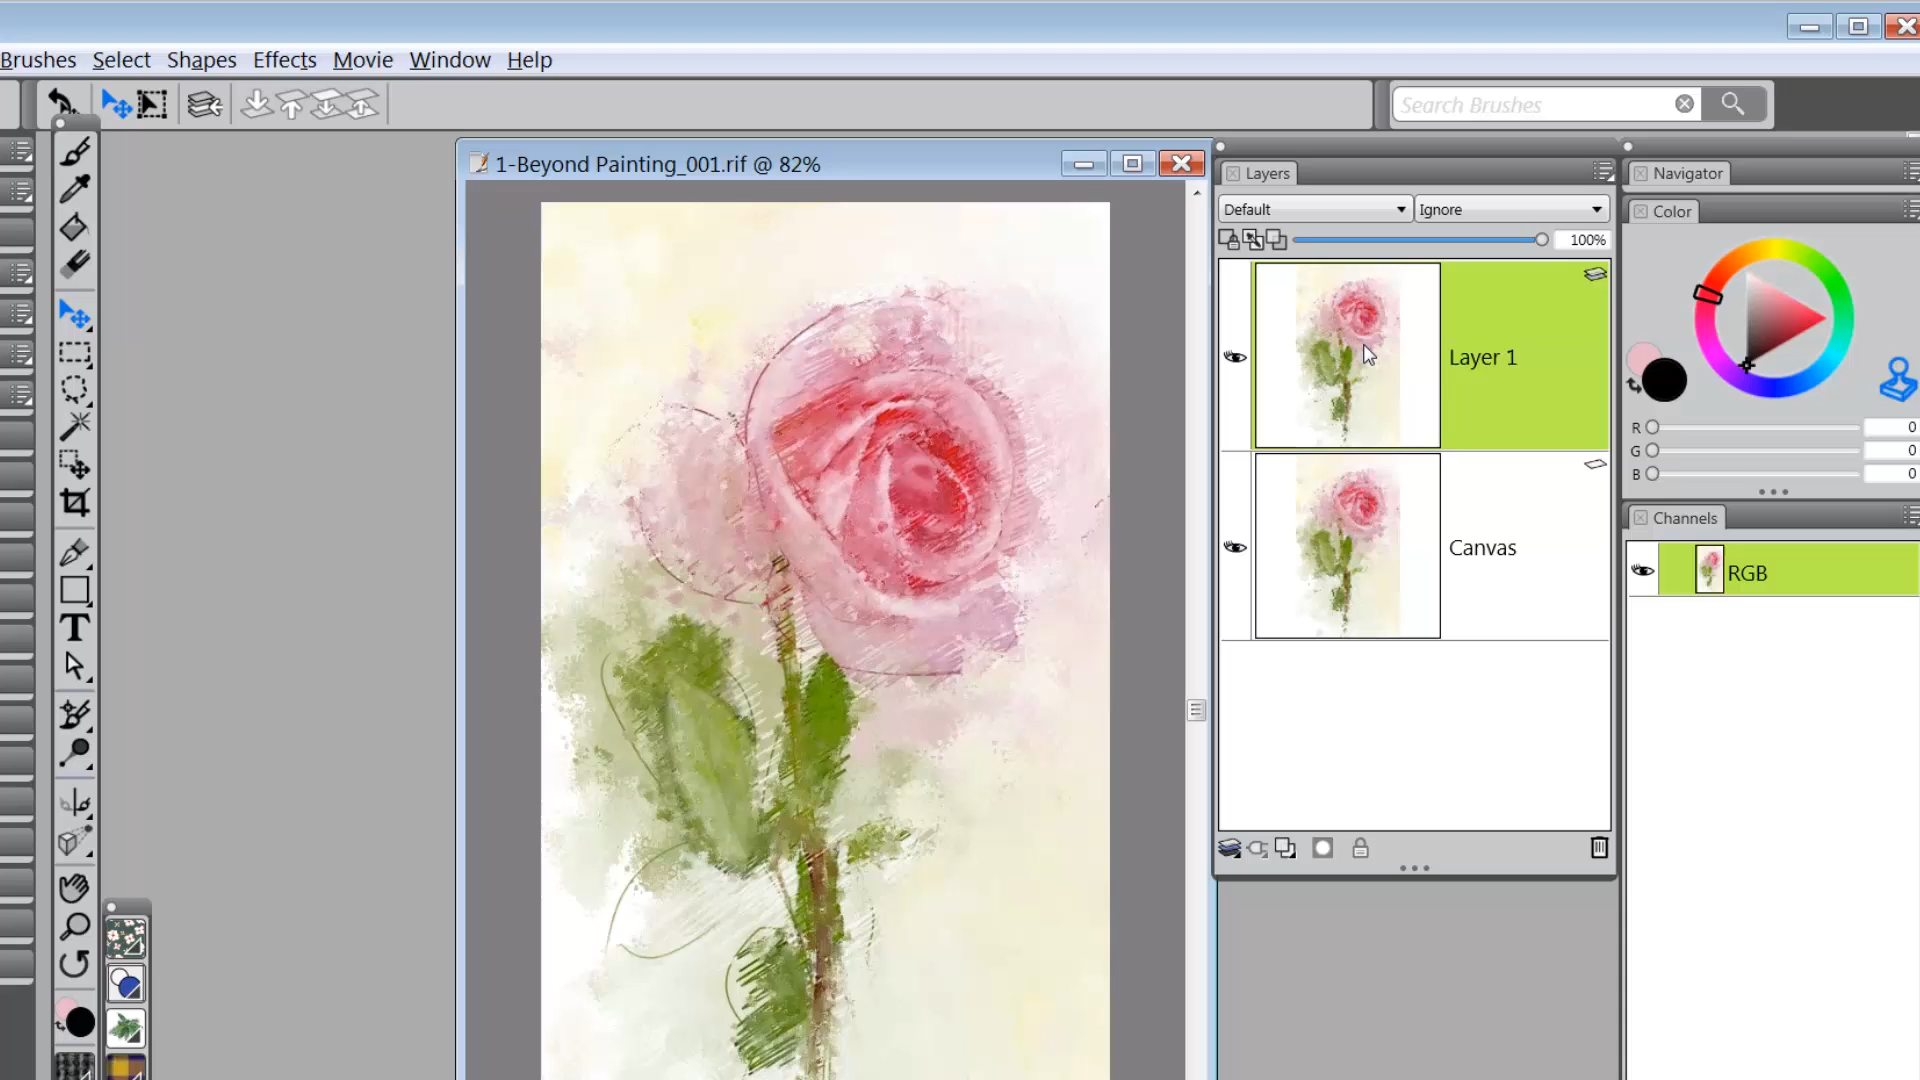 Brushes Select Shapes Effects Movie Window Help
Search Brushes
1-Beyond Painting_001.rif @ 82%
Layers
Default Ignore
100%
Layer 1
Canvas
Navigator
Color
R 0
G 0
B 0
Channels
RGB
T